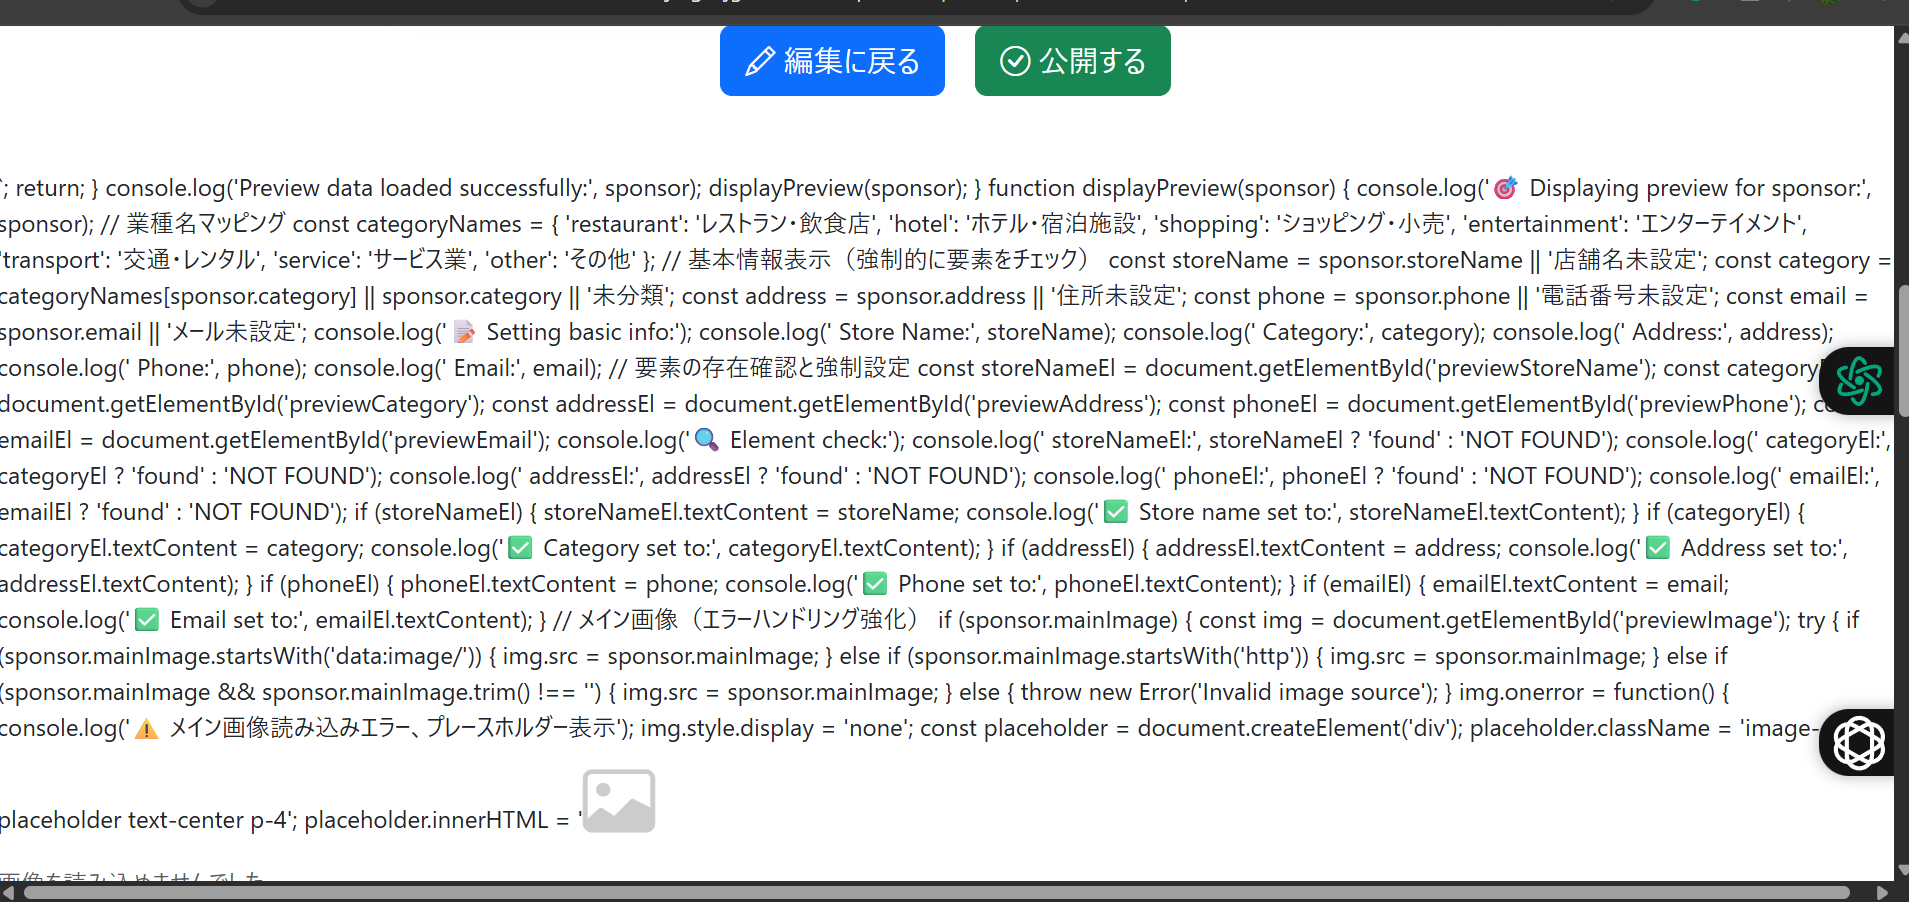 編集に戻る
公開する
`; return; } console.log('Preview data loaded successfully:', sponsor); displayPreview(sponsor); } function displayPreview(sponsor) { console.log('🎯 Displaying preview for sponsor:',
sponsor); // 業種名マッピング const categoryNames = { 'restaurant': 'レストラン・飲食店', 'hotel': 'ホテル・宿泊施設', 'shopping': 'ショッピング・小売', 'entertainment': 'エンターテイメント',
'transport': '交通・レンタル', 'service': 'サービス業', 'other': 'その他' }; // 基本情報表示（強制的に要素をチェック） const storeName = sponsor.storeName || '店舗名未設定'; const category =
categoryNames[sponsor.category] || sponsor.category || '未分類'; const address = sponsor.address || '住所未設定'; const phone = sponsor.phone || '電話番号未設定'; const email =
sponsor.email || 'メール未設定'; console.log('📝 Setting basic info:'); console.log(' Store Name:', storeName); console.log(' Category:', category); console.log(' Address:', address);
console.log(' Phone:', phone); console.log(' Email:', email); // 要素の存在確認と強制設定 const storeNameEl = document.getElementById('previewStoreName'); const category
document.getElementById('previewCategory'); const addressEl = document.getElementById('previewAddress'); const phoneEl = document.getElementById('previewPhone');
emailEl = document.getElementById('previewEmail'); console.log('🔍 Element check:'); console.log(' storeNameEl:', storeNameEl ? 'found' : 'NOT FOUND'); console.log(' categoryEl:',
categoryEl ? 'found' : 'NOT FOUND'); console.log(' addressEl:', addressEl ? 'found' : 'NOT FOUND'); console.log(' phoneEl:', phoneEl ? 'found' : 'NOT FOUND'); console.log(' emailEl:',
emailEl ? 'found' : 'NOT FOUND'); if (storeNameEl) { storeNameEl.textContent = storeName; console.log('✅ Store name set to:', storeNameEl.textContent); } if (categoryEl) {
categoryEl.textContent = category; console.log('✅ Category set to:', categoryEl.textContent); } if (addressEl) { addressEl.textContent = address; console.log('✅ Address set to:',
addressEl.textContent); } if (phoneEl) { phoneEl.textContent = phone; console.log('✅ Phone set to:', phoneEl.textContent); } if (emailEl) { emailEl.textContent = email;
console.log('✅ Email set to:', emailEl.textContent); } // メイン画像（エラーハンドリング強化） if (sponsor.mainImage) { const img = document.getElementById('previewImage'); try { if
(sponsor.mainImage.startsWith('data:image/')) { img.src = sponsor.mainImage; } else if (sponsor.mainImage.startsWith('http')) { img.src = sponsor.mainImage; } else if
(sponsor.mainImage && sponsor.mainImage.trim() !== '') { img.src = sponsor.mainImage; } else { throw new Error('Invalid image source'); } img.onerror = function() {
console.log('⚠️ メイン画像読み込みエラー、プレースホルダー表示'); img.style.display = 'none'; const placeholder = document.createElement('div'); placeholder.className = 'image-
placeholder text-center p-4'; placeholder.innerHTML = '
画像を読み込めませんでした